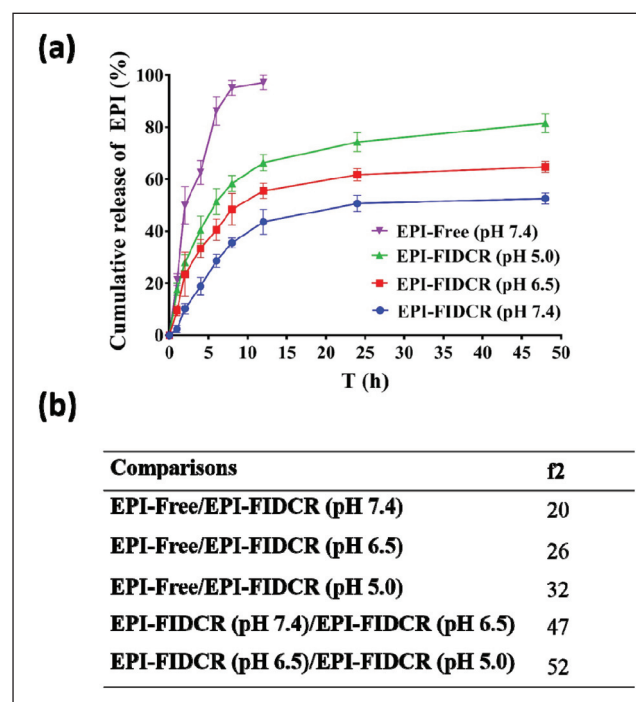 (a)
Cumulative release of EPI (%)
100
80
60
40
20
0
EPI-Free (pH 7.4)
EPI-FIDCR (pH 5.0)
EPI-FIDCR (pH 6.5)
EPI-FIDCR (pH 7.4)
0 5 10 15 20 25 30 35 40 45 50
T (h)
(b)
Comparisons f2
EPI-Free/EPI-FIDCR (pH 7.4) 20
EPI-Free/EPI-FIDCR (pH 6.5) 26
EPI-Free/EPI-FIDCR (pH 5.0) 32
EPI-FIDCR (pH 7.4)/EPI-FIDCR (pH 6.5) 47
EPI-FIDCR (pH 6.5)/EPI-FIDCR (pH 5.0) 52